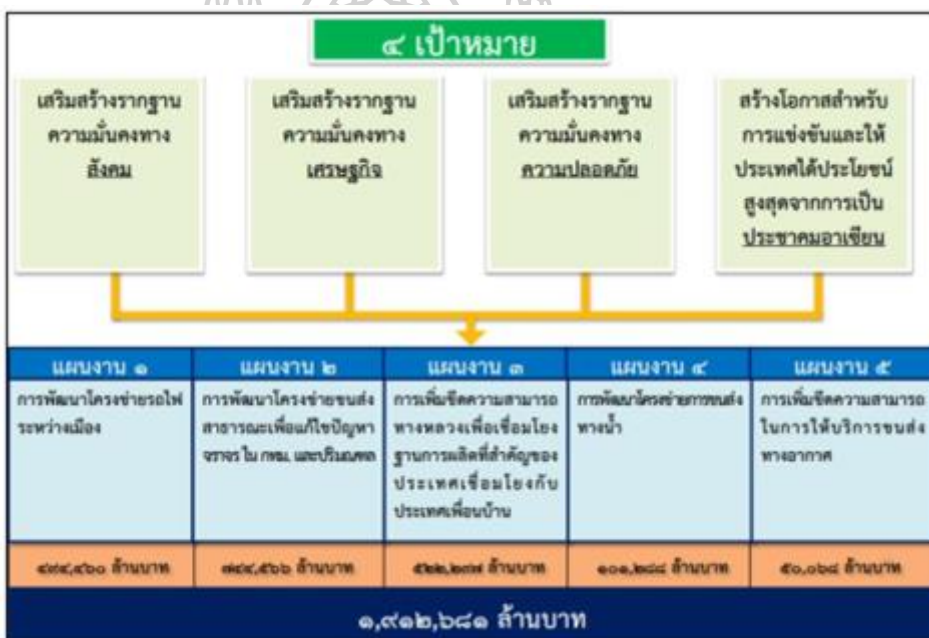 ๔ เป้าหมาย
เสริมสร้างรากฐาน
ความมั่นคงทาง
สังคม
เสริมสร้างรากฐาน
ความมั่นคงทาง
เศรษฐกิจ
เสริมสร้างรากฐาน
ความมั่นคงทาง
ความปลอดภัย
สร้างโอกาสสำหรับ
การแข่งขันและให้
ประเทศได้ประโยชน์
สูงสุดจากการเป็น
ประชาคมอาเซียน
แผนงาน ๑
การพัฒนาโครงข่ายรถไฟ
ระหว่างเมือง
ล้านบาท
แผนงาน ๒
การพัฒนาโครงข่ายขนส่ง
สาธารณะเพื่อแก้ไขปัญหา
จราจร ใน กทม. และปริมณฑล
ล้านบาท
แผนงาน ๓
การเพิ่มขีดความสามารถ
ทางหลวงเพื่อเชื่อมโยง
ฐานการผลิตที่สำคัญของ
ประเทศเชื่อมโยงกับ
ประเทศเพื่อนบ้าน
ล้านบาท
แผนงาน ๔
การพัฒนาโครงข่ายการขนส่ง
ทางน้ำ
๑๐๑,๒๘๘ ล้านบาท
แผนงาน ๕
การเพิ่มขีดความสามารถ
ในการให้บริการขนส่ง
ทางอากาศ
๕๐,๐๖๘ ล้านบาท
๑,๙๑๒,๖๘๑ ล้านบาท